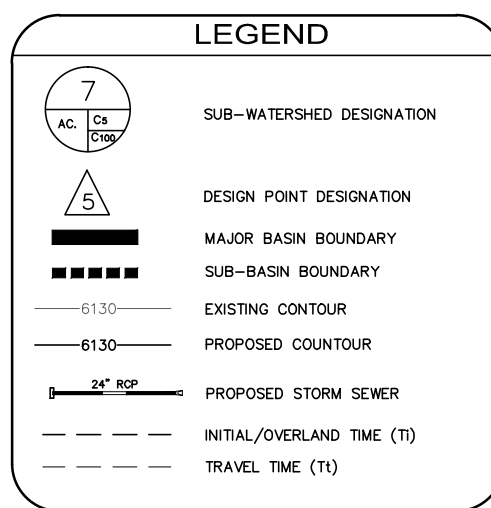 LEGEND
7
AC. C5
C100
SUB-WATERSHED DESIGNATION
5
DESIGN POINT DESIGNATION
MAJOR BASIN BOUNDARY
SUB-BASIN BOUNDARY
6130
EXISTING CONTOUR
6130
PROPOSED COUNTOUR
24" RCP
PROPOSED STORM SEWER
INITIAL/OVERLAND TIME (Ti)
TRAVEL TIME (Tt)